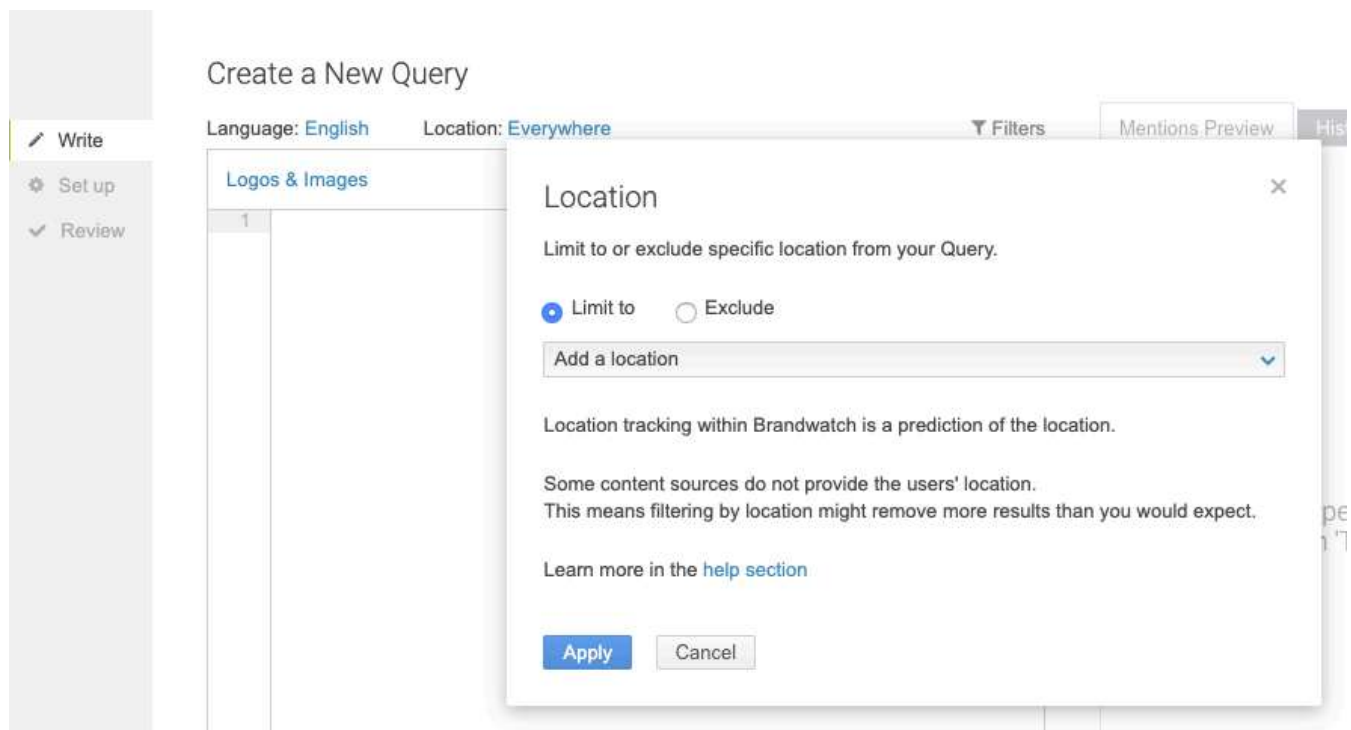 Create a New Query
Language: English Location: Everywhere Filters Mentions Preview
Write
Set up
Review
Logos & Images
1
Location
×
Limit to or exclude specific location from your Query.
Limit to Exclude
Add a location
Location tracking within Brandwatch is a prediction of the location.
Some content sources do not provide the users' location.
This means filtering by location might remove more results than you would expect.
Learn more in the help section
Apply Cancel